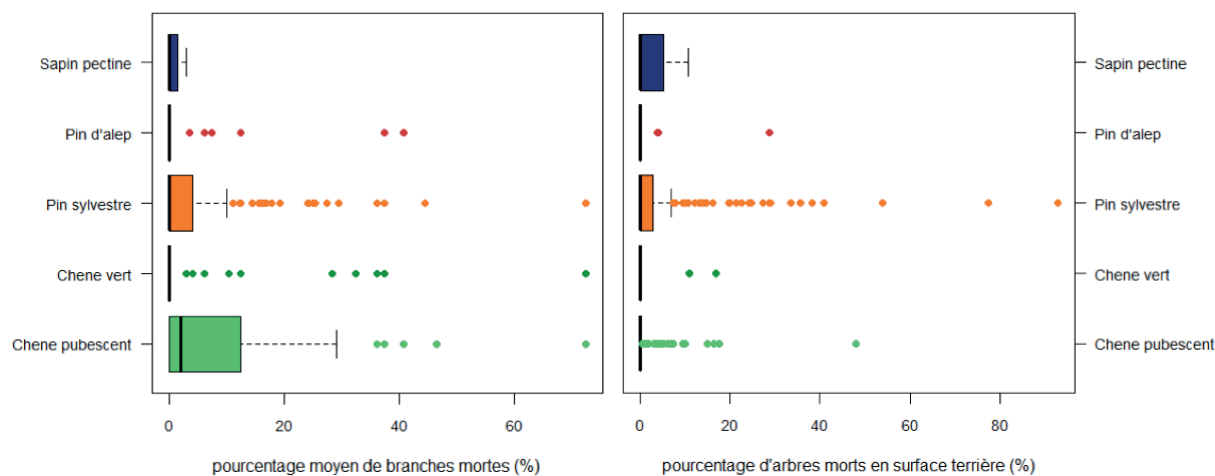 Sapin pectine
Pin d'alep
Pin sylvestre
Chene vert
Chene pubescent
0 20 40 60
pourcentage moyen de branches mortes (%)
Sapin pectine
Pin d'alep
Pin sylvestre
Chene vert
Chene pubescent
0 20 40 60 80
pourcentage d'arbres morts en surface terrière (%)